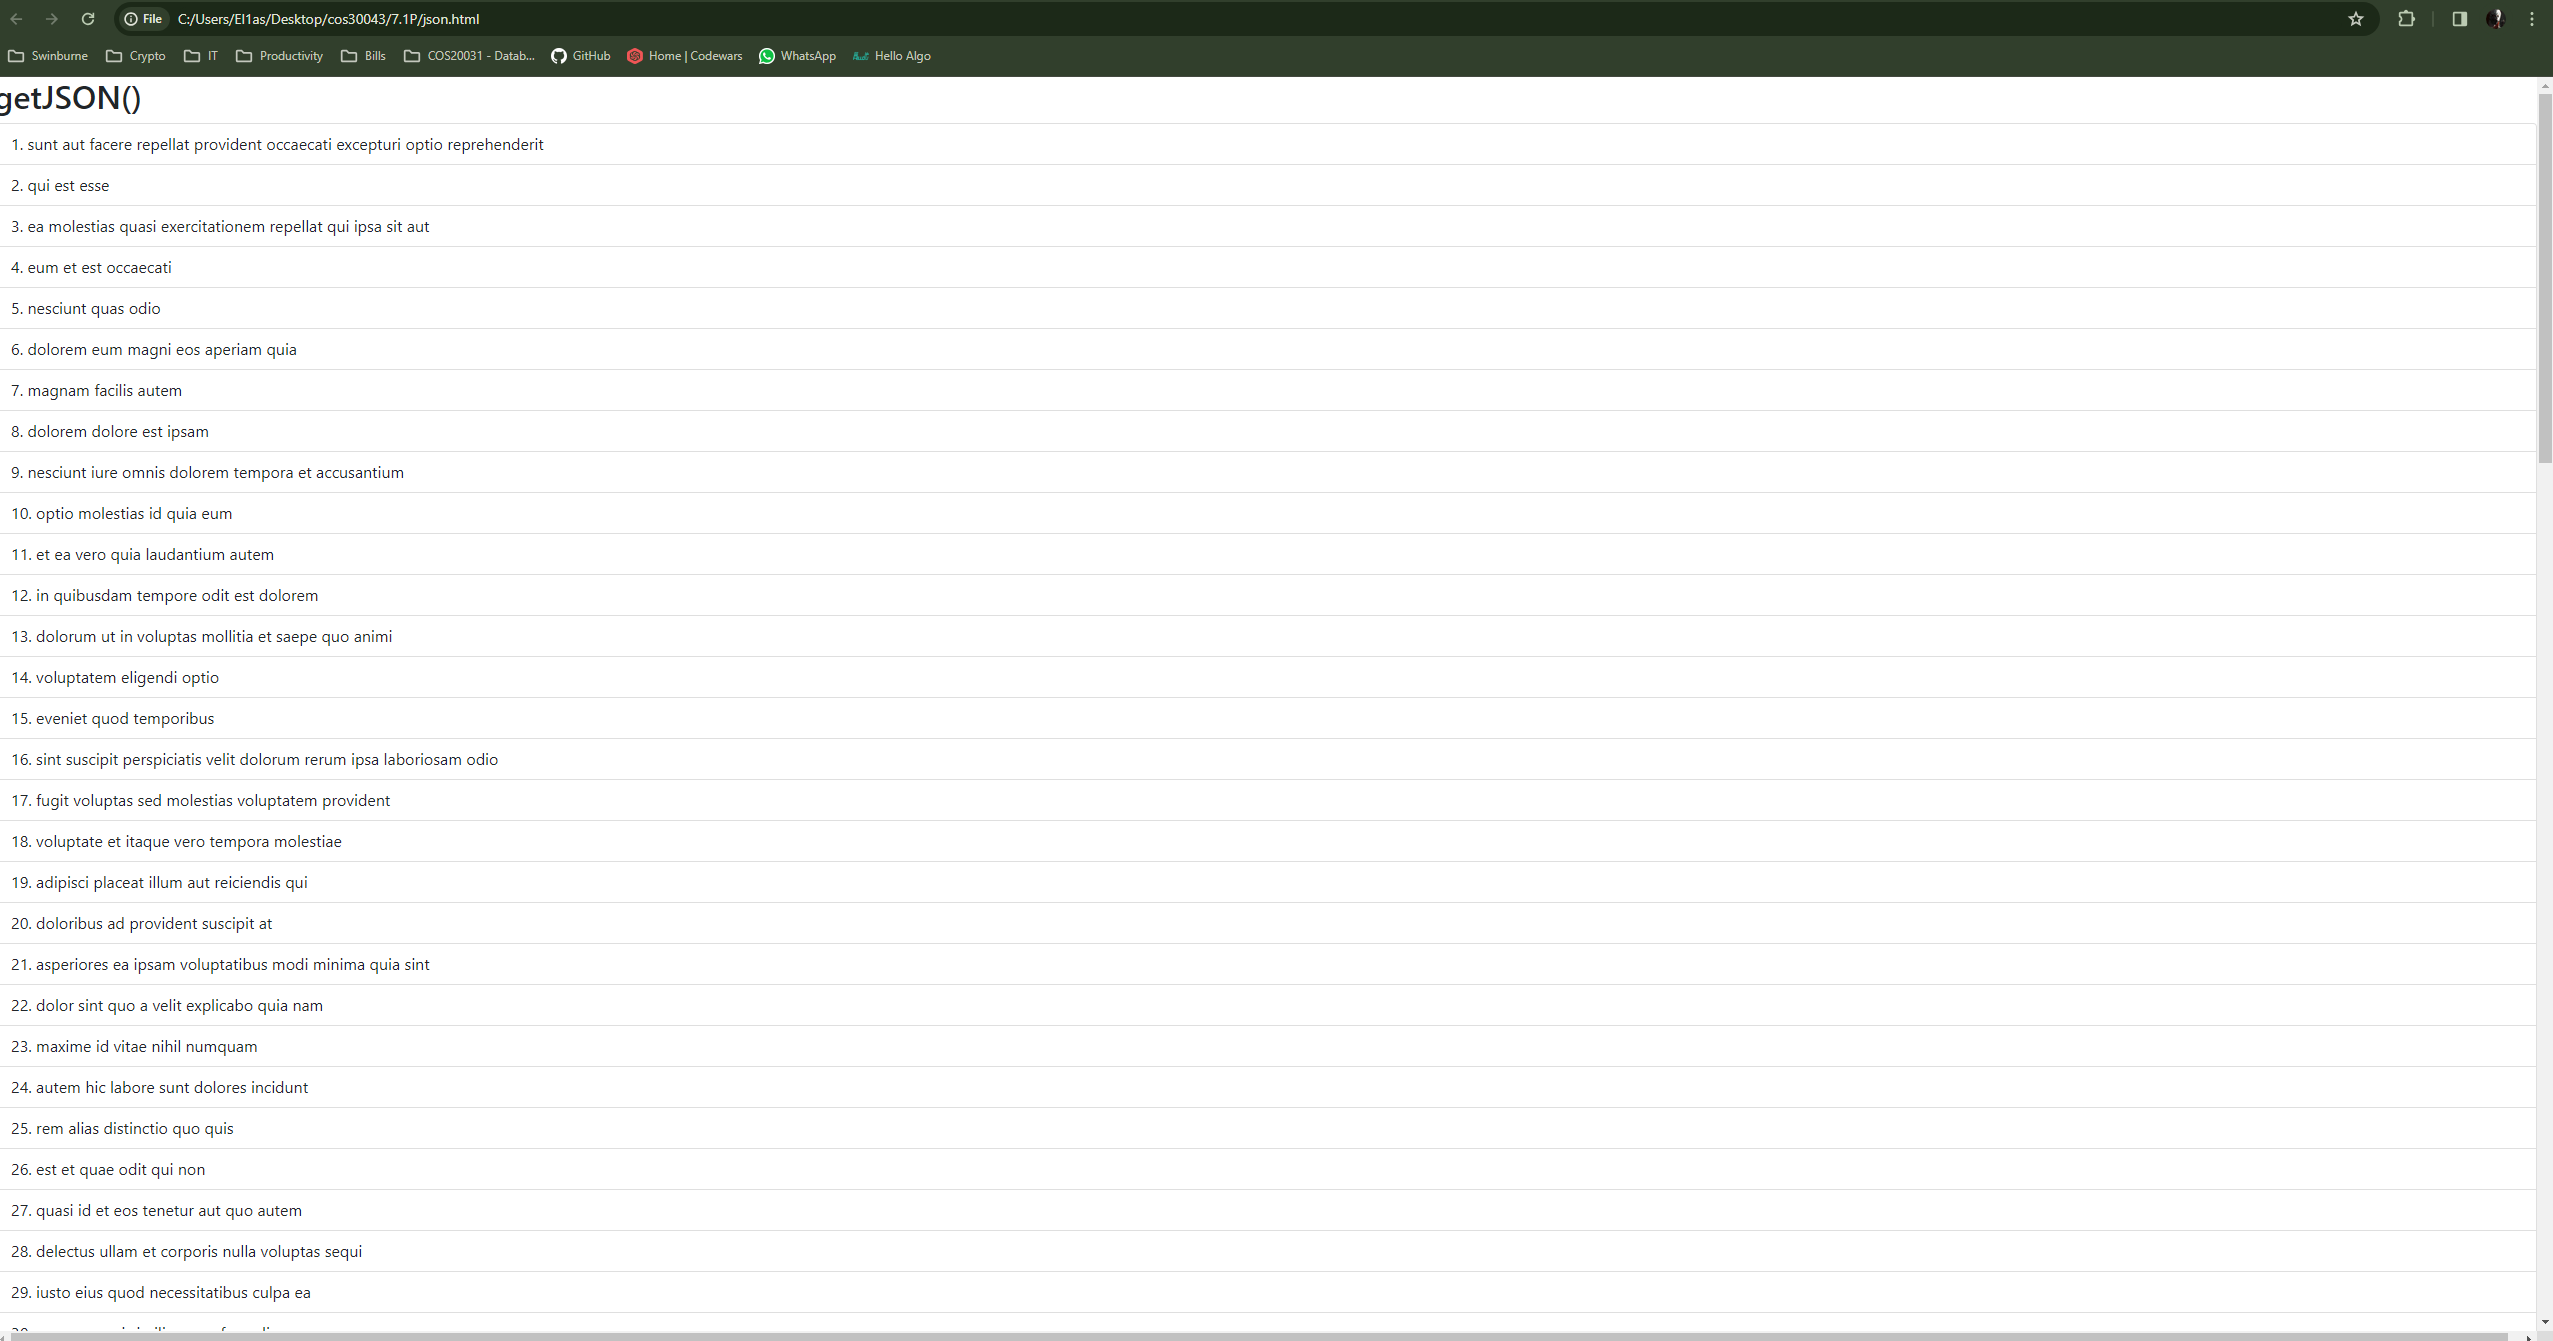 File C:/Users/El1as/Desktop/cos30043/7.1P/json.html
Swinburne Crypto IT Productivity Bills COS20031 - Datab... GitHub Home | Codewars WhatsApp Hello Algo
getJSON()
1. sunt aut facere repellat provident occaecati excepturi optio reprehenderit
2. qui est esse
3. ea molestias quasi exercitationem repellat qui ipsa sit aut
4. eum et est occaecati
5. nesciunt quas odio
6. dolorem eum magni eos aperiam quia
7. magnam facilis autem
8. dolorem dolore est ipsam
9. nesciunt iure omnis dolorem tempora et accusantium
10. optio molestias id quia eum
11. et ea vero quia laudantium autem
12. in quibusdam tempore odit est dolorem
13. dolorum ut in voluptas mollitia et saepe quo animi
14. voluptatem eligendi optio
15. eveniet quod temporibus
16. sint suscipit perspiciatis velit dolorum rerum ipsa laboriosam odio
17. fugit voluptas sed molestias voluptatem provident
18. voluptate et itaque vero tempora molestiae
19. adipisci placeat illum aut reiciendis qui
20. doloribus ad provident suscipit at
21. asperiores ea ipsam voluptatibus modi minima quia sint
22. dolor sint quo a velit explicabo quia nam
23. maxime id vitae nihil numquam
24. autem hic labore sunt dolores incidunt
25. rem alias distinctio quo quis
26. est et quae odit qui non
27. quasi id et eos tenetur aut quo autem
28. delectus ullam et corporis nulla voluptas sequi
29. iusto eius quod necessitatibus culpa ea